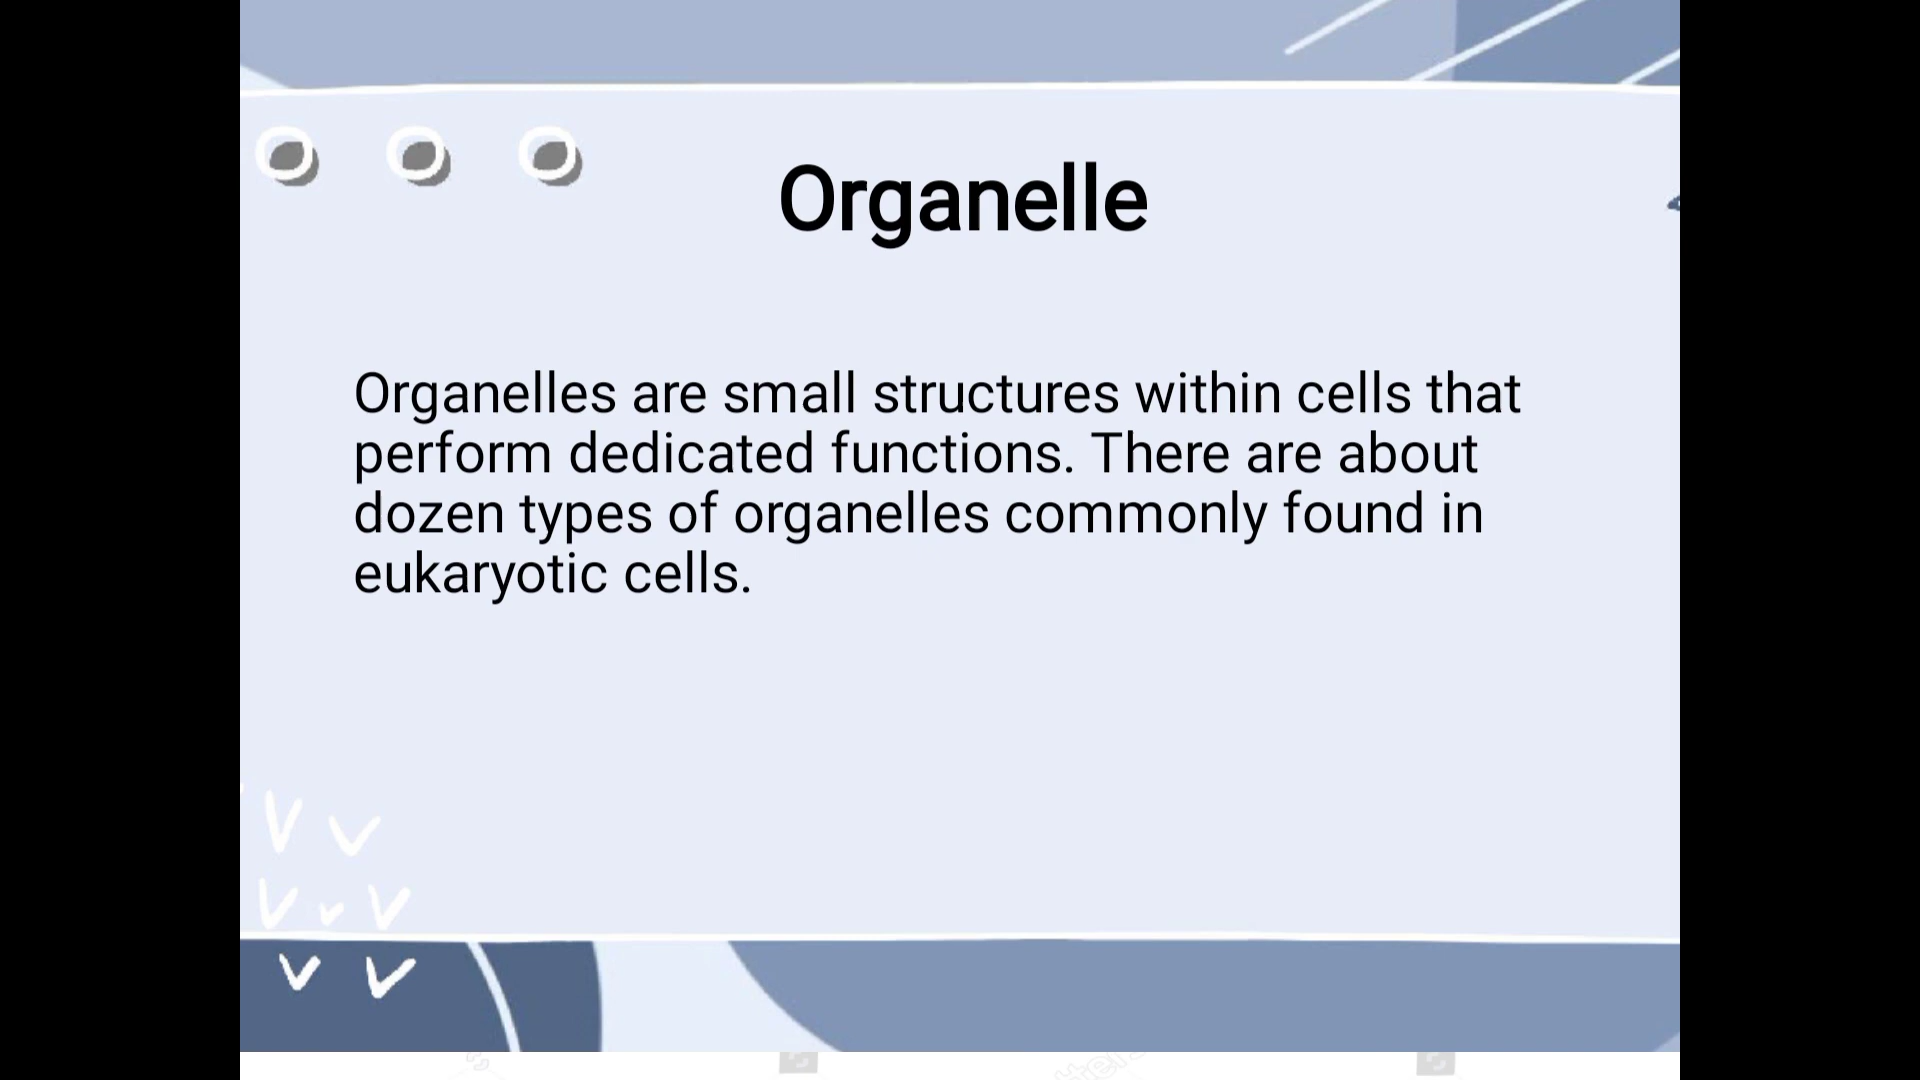 Organelle
Organelles are small structures within cells that
perform dedicated functions. There are about
dozen types of organelles commonly found in
eukaryotic cells.